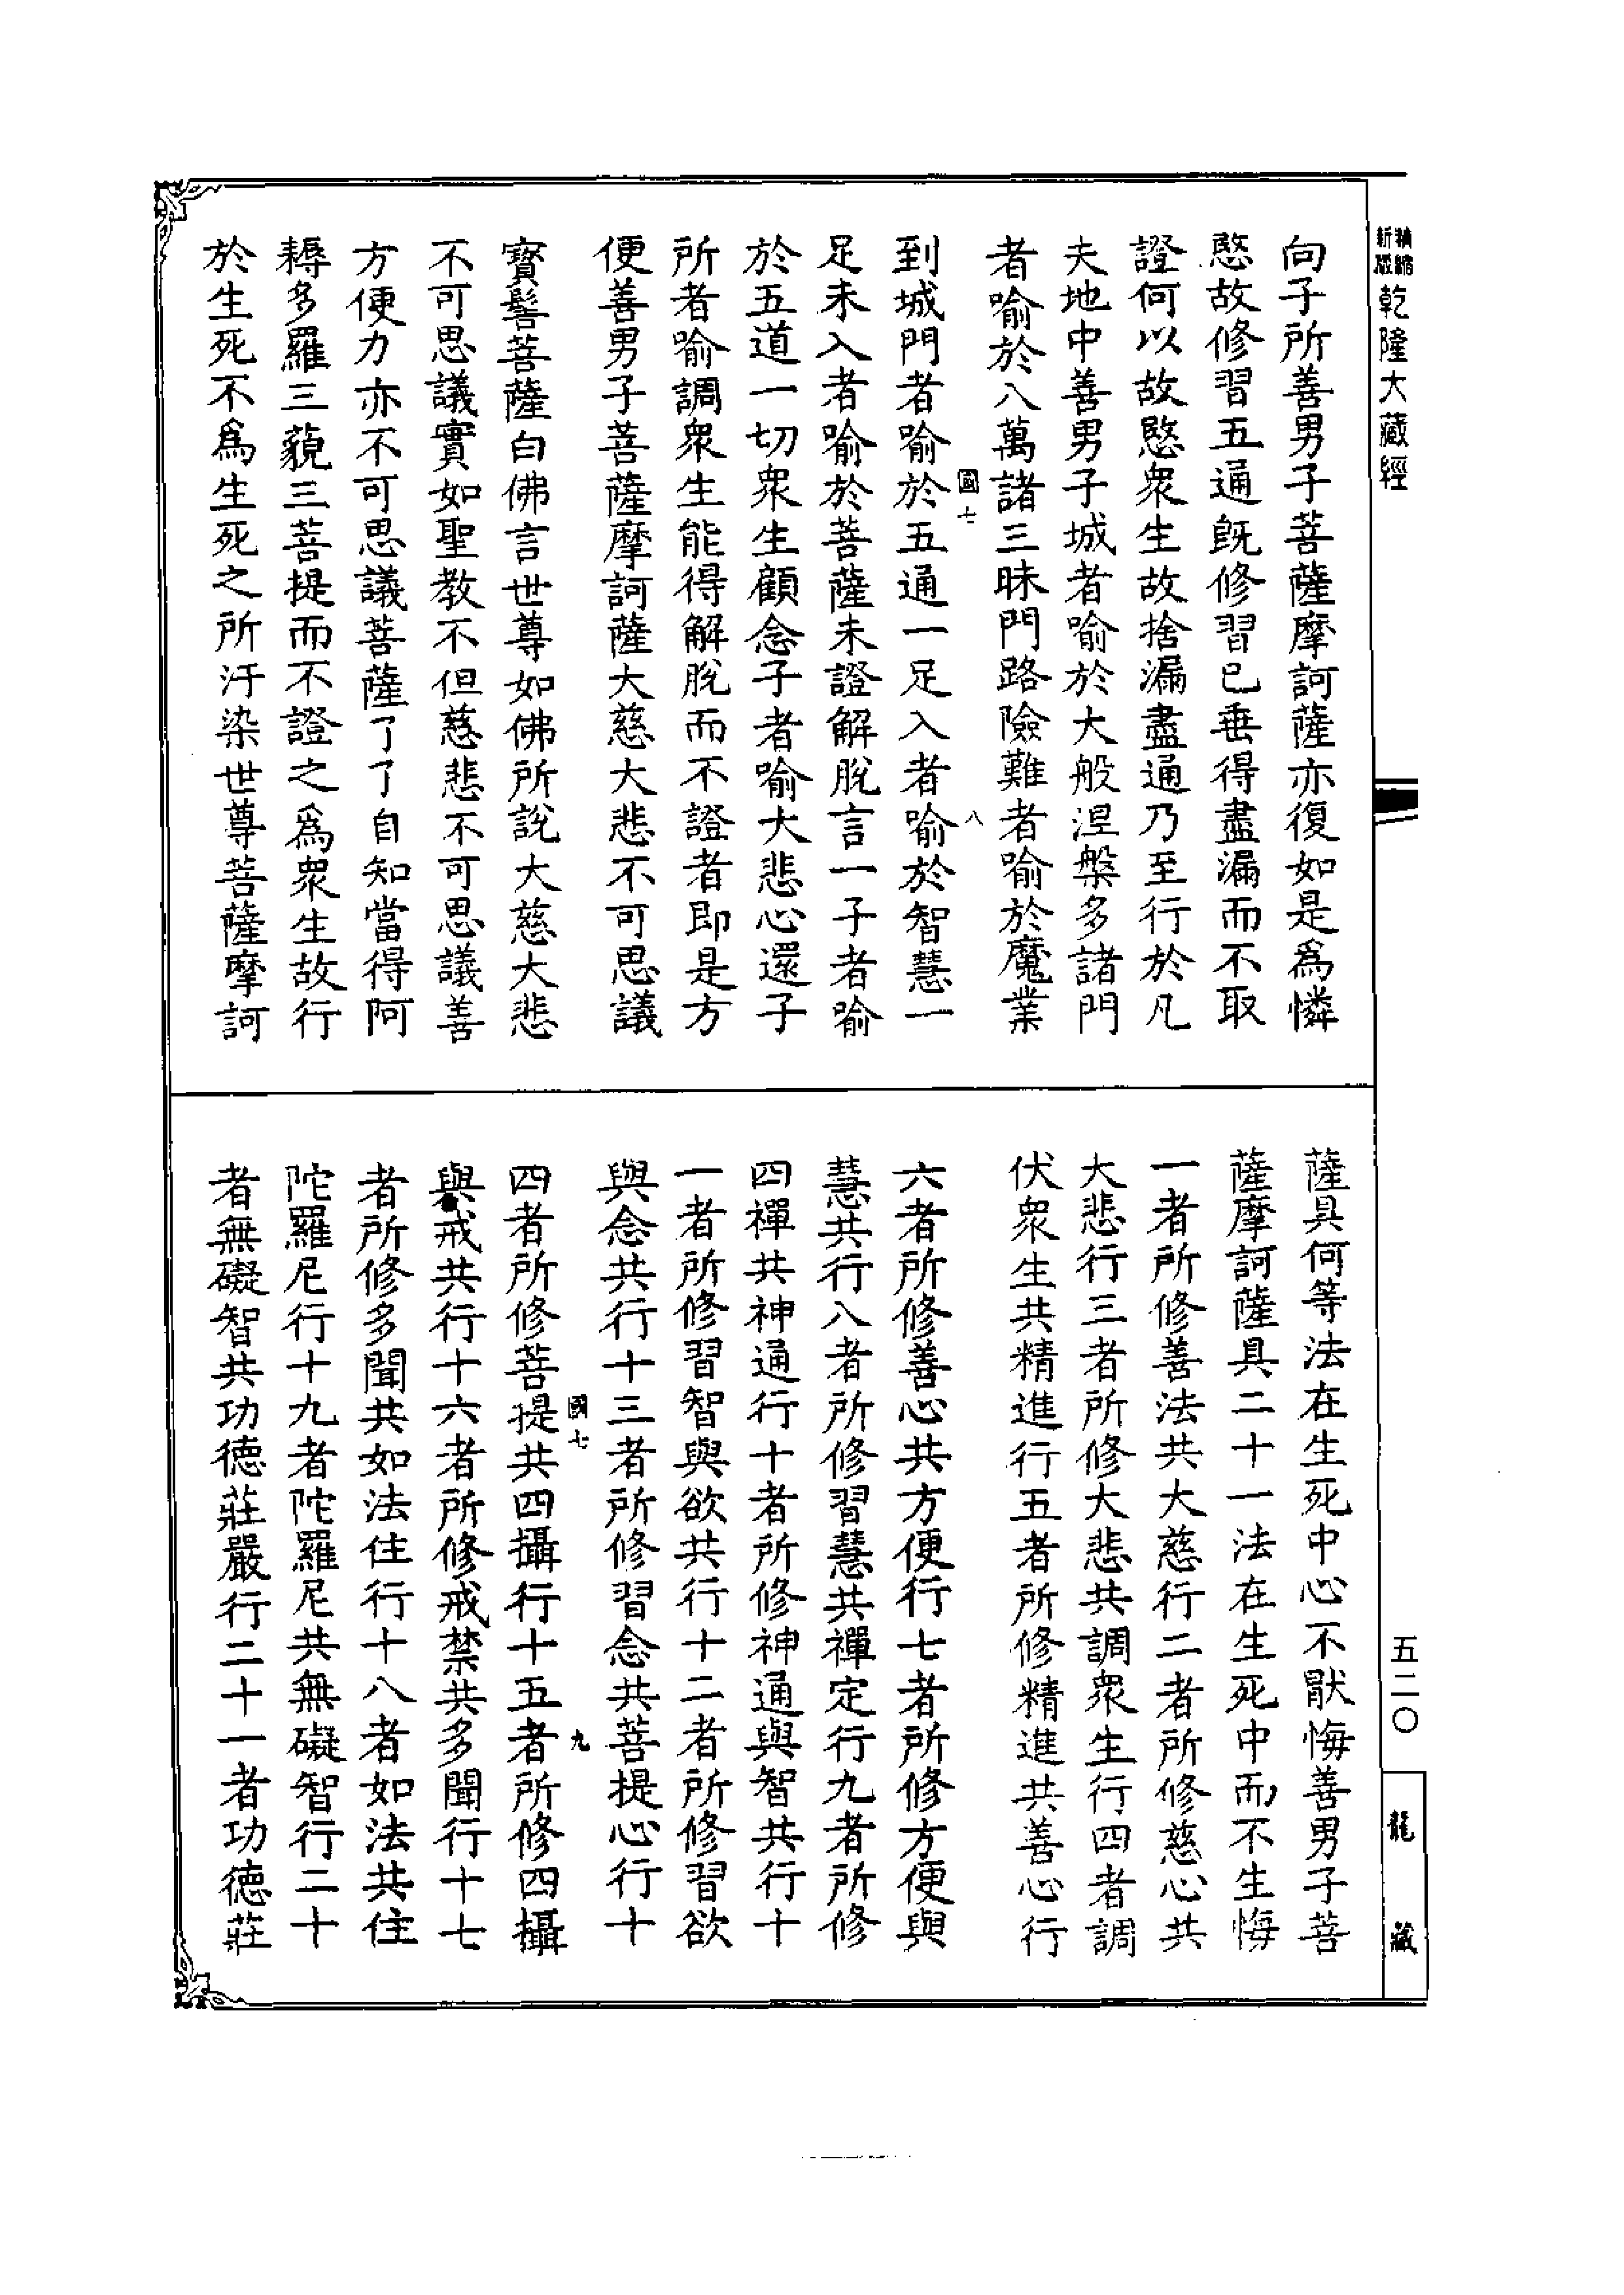 新縮
版縮
乾隆大藏經
向子所善男子菩薩摩訶薩亦復如是爲憐
愍故修習五通旣修習已垂得盡漏而不取
證何以故愍衆生故捨漏盡通乃至行於凡
夫地中善男子城者喻於大般涅槃多諸門
者喻於八萬諸三昧門路險難者喻於魔業
國七
八
到城門者喻於五通一足入者喻於智慧一
足未入者喻於菩薩未證解脫言一子者喻
於五道一切衆生顧念子者喻大悲心還子
所者喻調衆生能得解脫而不證者即是方
便善男子菩薩摩訶薩大慈大悲不可思議
寶髻菩薩白佛言世尊如佛所說大慈大悲
不可思議實如聖教不但慈悲不可思議善
方便力亦不可思議菩薩了了自知當得阿
耨多羅三藐三菩提而不證之爲衆生故行
於生死不爲生死之所汙染世尊菩薩摩訶
薩具何等法在生死中心不猒悔善男子菩
薩摩訶薩具二十一法在生死中而不生悔
一者所修善法共大慈行二者所修慈心共
大悲行三者所修大悲共調衆生行四者調
伏衆生共精進行五者所修精進共善心行
六者所修善心共方便行七者所修方便與
慧共行八者所修習慧共禪定行九者所修
四禪共神通行十者所修神通與智共行十
一者所修習智與欲共行十二者所修習欲
與念共行十三者所修習念共菩提心行十
國七
九
四者所修菩提共四攝行十五者所修四攝
與戒共行十六者所修戒禁共多聞行十七
者所修多聞共如法住行十八者如法共住
陀羅尼行十九者陀羅尼共無礙智行二十
者無礙智共功德莊嚴行二十一者功德莊
五二〇
龍藏